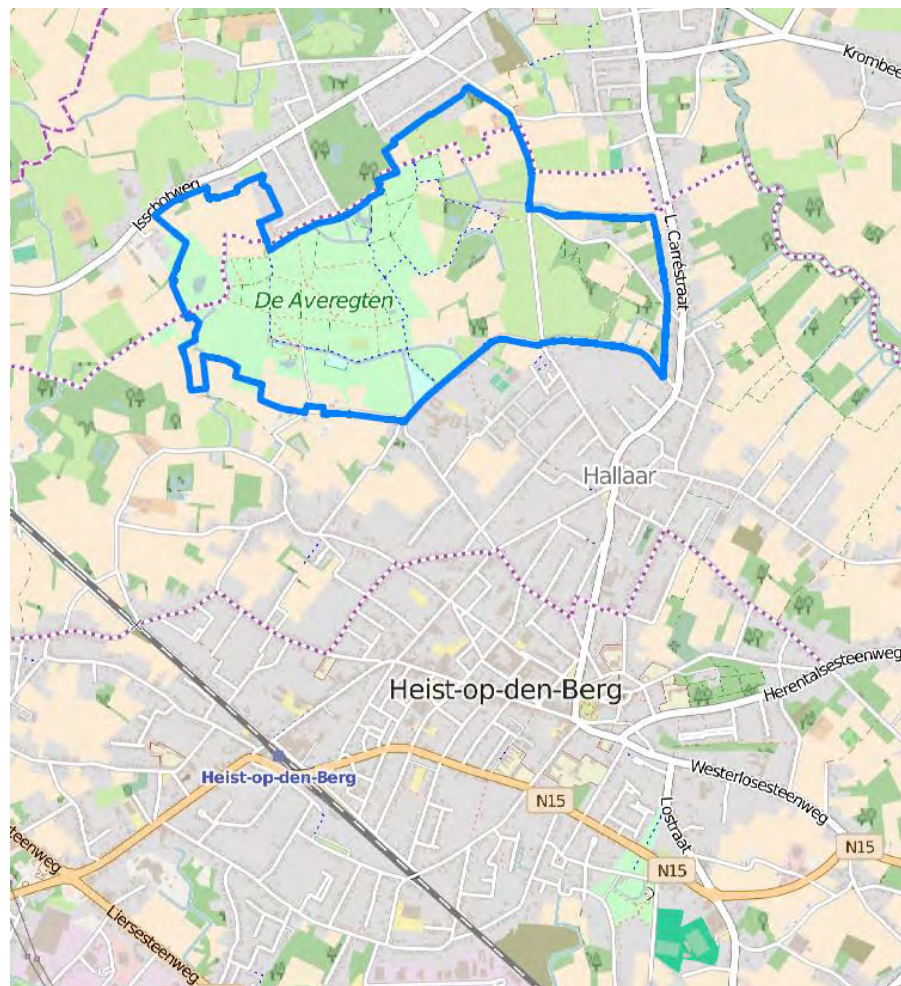 Krombee
Isschotweg
L. Carréstraat
De Averegten
Hallaar
Heist-op-den-Berg
Herentalsesteenweg
Heist-op-den-Berg
Westerlosesteenweg
N15
Lostraat
N15
N15
steenweg
Liersesteenweg